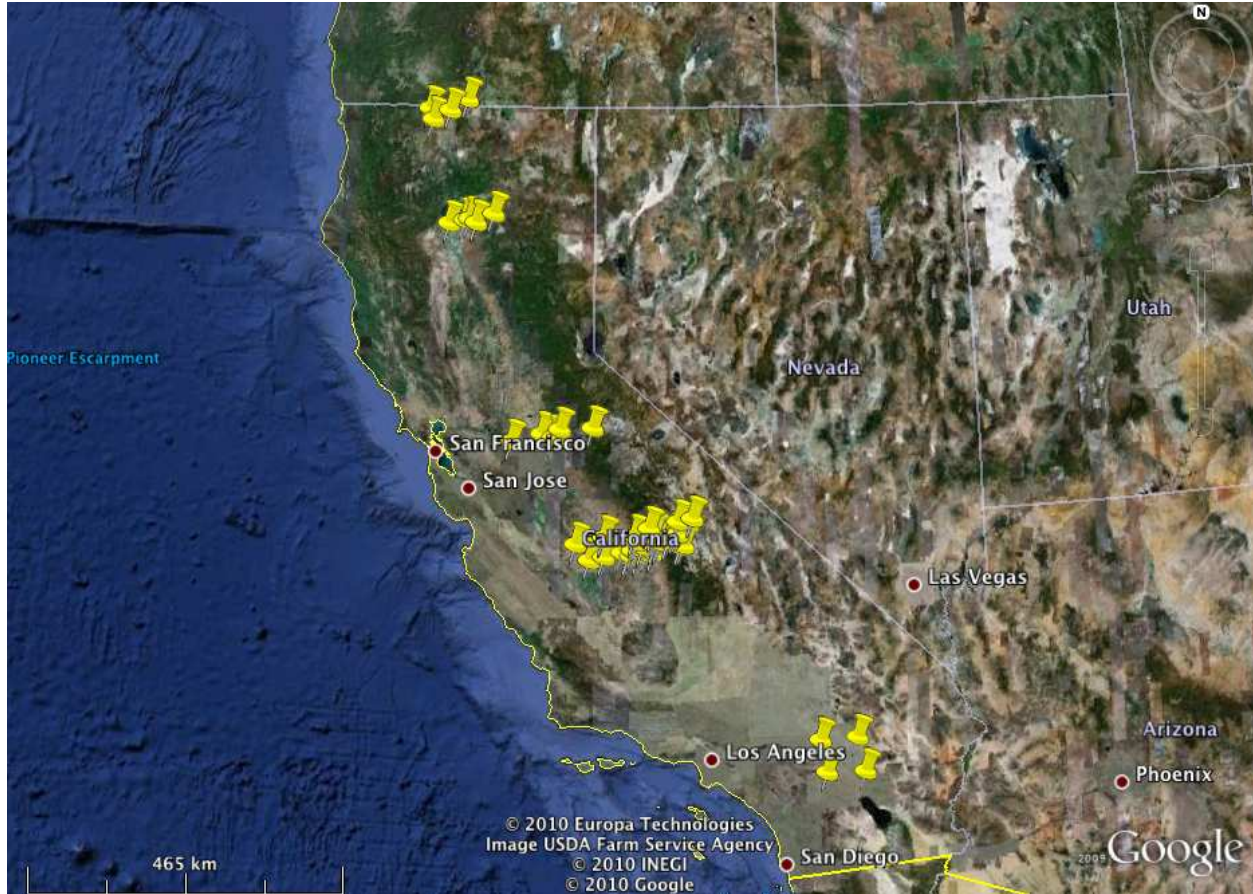 N
Utah
Pioneer Escarpment
Nevada
San Francisco
San Jose
California
Las Vegas
Arizona
Los Angeles
Phoenix
© 2010 Europa Technologies
Image USDA Farm Service Agency
© 2010 INEGI
© 2010 Google
San Diego
2009 Google
465 km